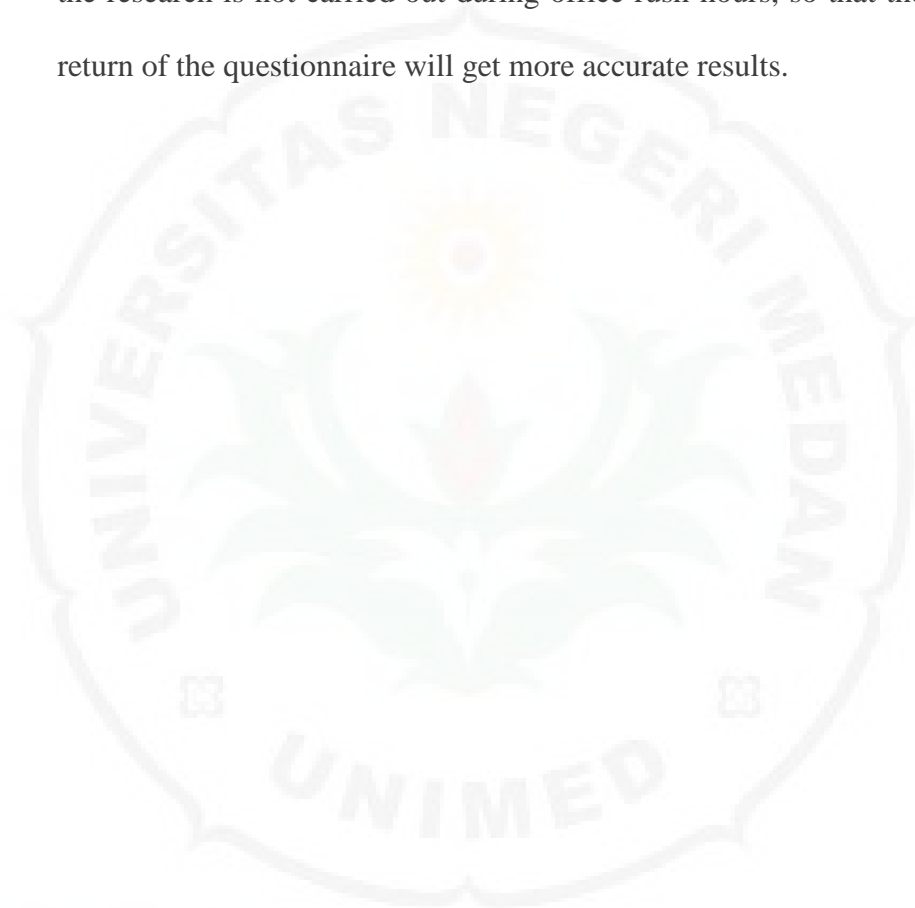 the research is not carried out during office rush hours, so that the
return of the questionnaire will get more accurate results.
UNIVERSITAS NEGERI MEDAN
UNIMED